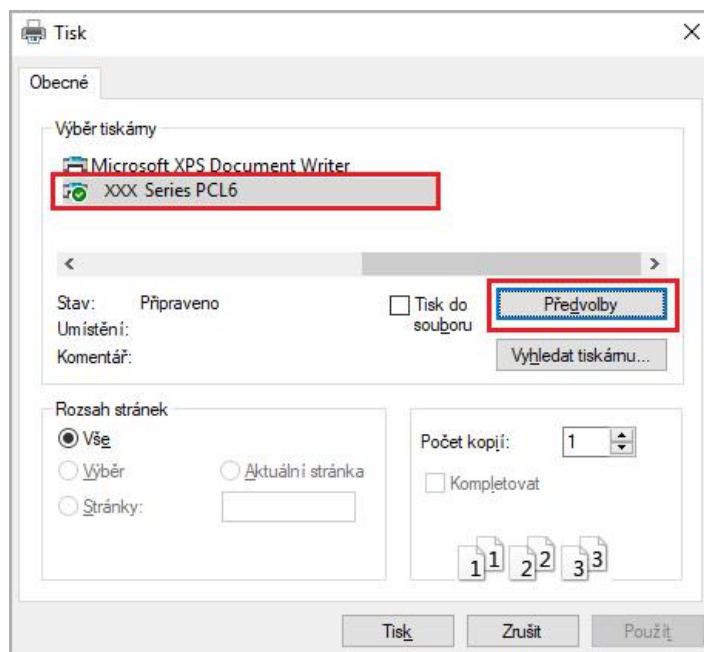 Tisk
Obecné
Výběr tiskárny
Microsoft XPS Document Writer
XXX Series PCL6
Stav: Připraveno
Tisk do souboru
Předvolby
Umístění:
Komentář:
Vyhledat tiskárnu...
Rozsah stránek
Vše
Výběr
Aktuální stránka
Stránky:
Počet kopií: 1
Kompletovat
1 1 2 2 3 3
Tisk
Zrušit
Použít